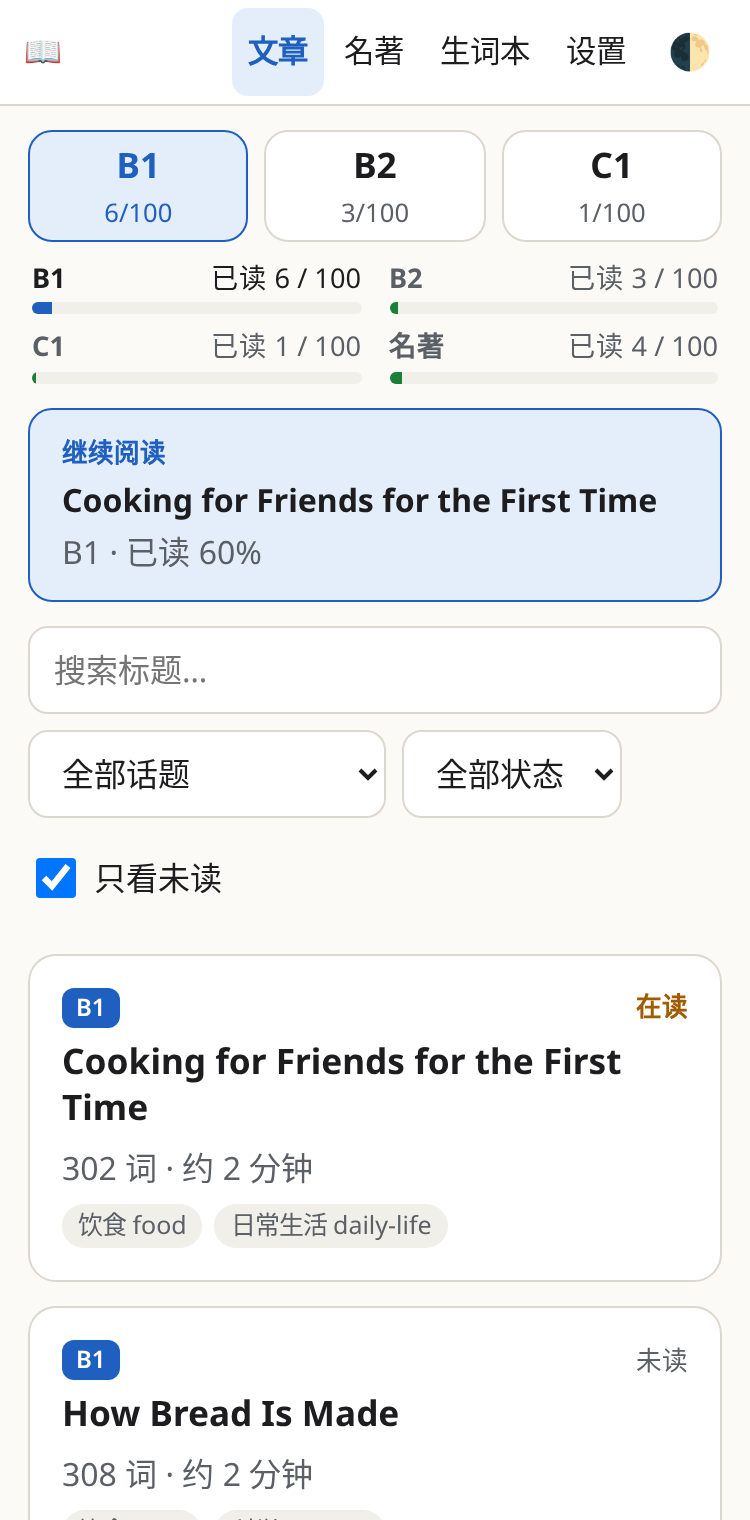 文章 名著 生词本 设置
B1 B2 C1
6/100 3/100 1/100
B1 已读 6 / 100 B2 已读 3 / 100
C1 已读 1 / 100 名著 已读 4 / 100
继续阅读
Cooking for Friends for the First Time
B1 · 已读 60%
搜索标题…
全部话题 全部状态
只看未读
B1 在读
Cooking for Friends for the First
Time
302 词 · 约 2 分钟
饮食 food 日常生活 daily-life
B1 未读
How Bread Is Made
308 词 · 约 2 分钟